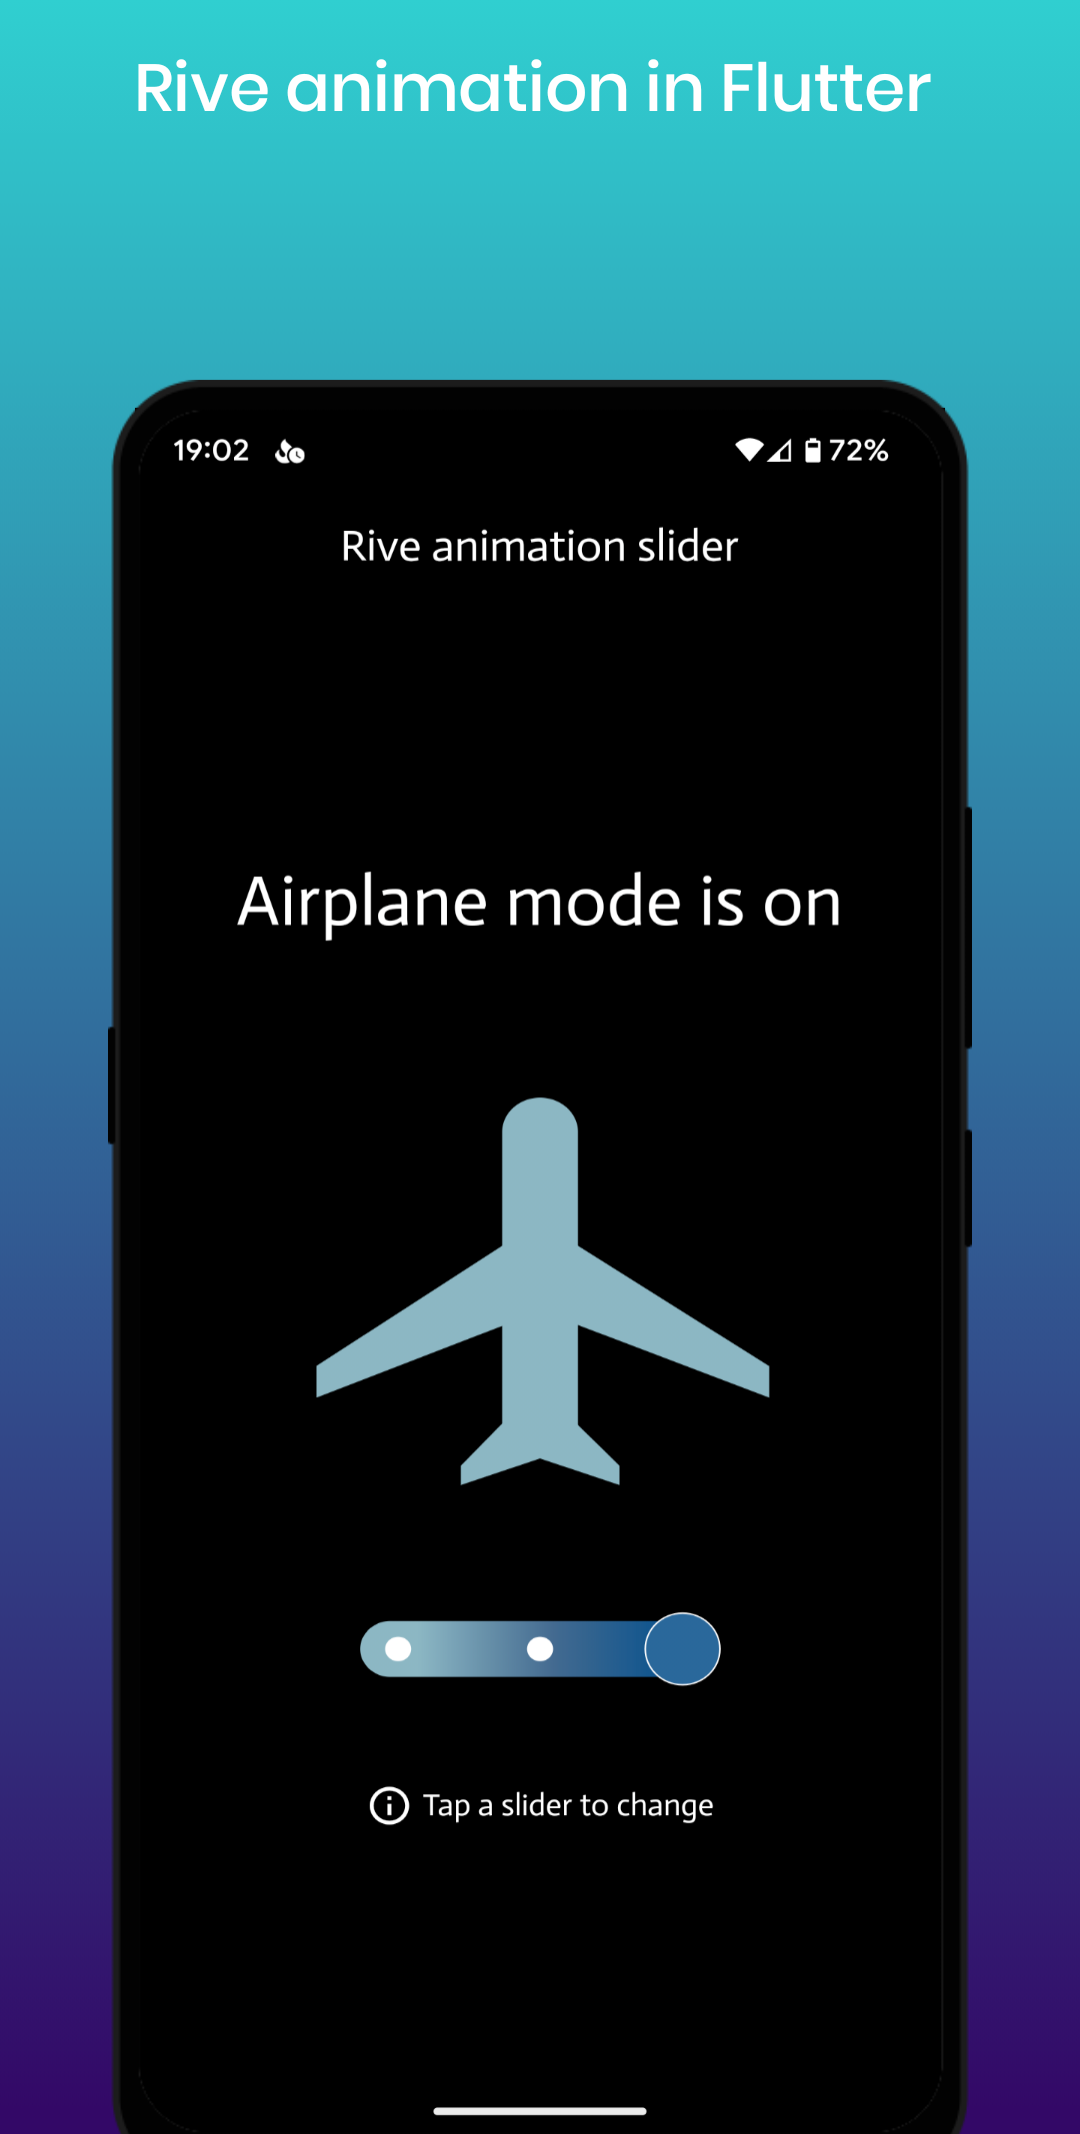 Rive animation in Flutter
19:02 72%
Rive animation slider
Airplane mode is on
Tap a slider to change